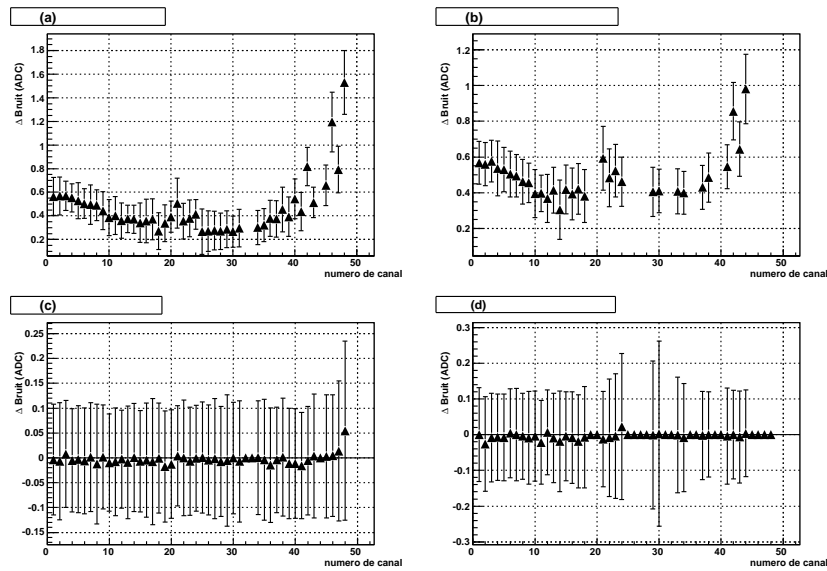 (a)
Δ Bruit (ADC)
1.8
1.6
1.4
1.2
1
0.8
0.6
0.4
0.2
0 10 20 30 40 50
numero de canal
(b)
Δ Bruit (ADC)
1.2
1
0.8
0.6
0.4
0.2
0 10 20 30 40 50
numero de canal
(c)
Δ Bruit (ADC)
0.25
0.2
0.15
0.1
0.05
0
-0.05
-0.1
-0.15
0 10 20 30 40 50
numero de canal
(d)
Δ Bruit (ADC)
0.3
0.2
0.1
0
-0.1
-0.2
-0.3
0 10 20 30 40 50
numero de canal